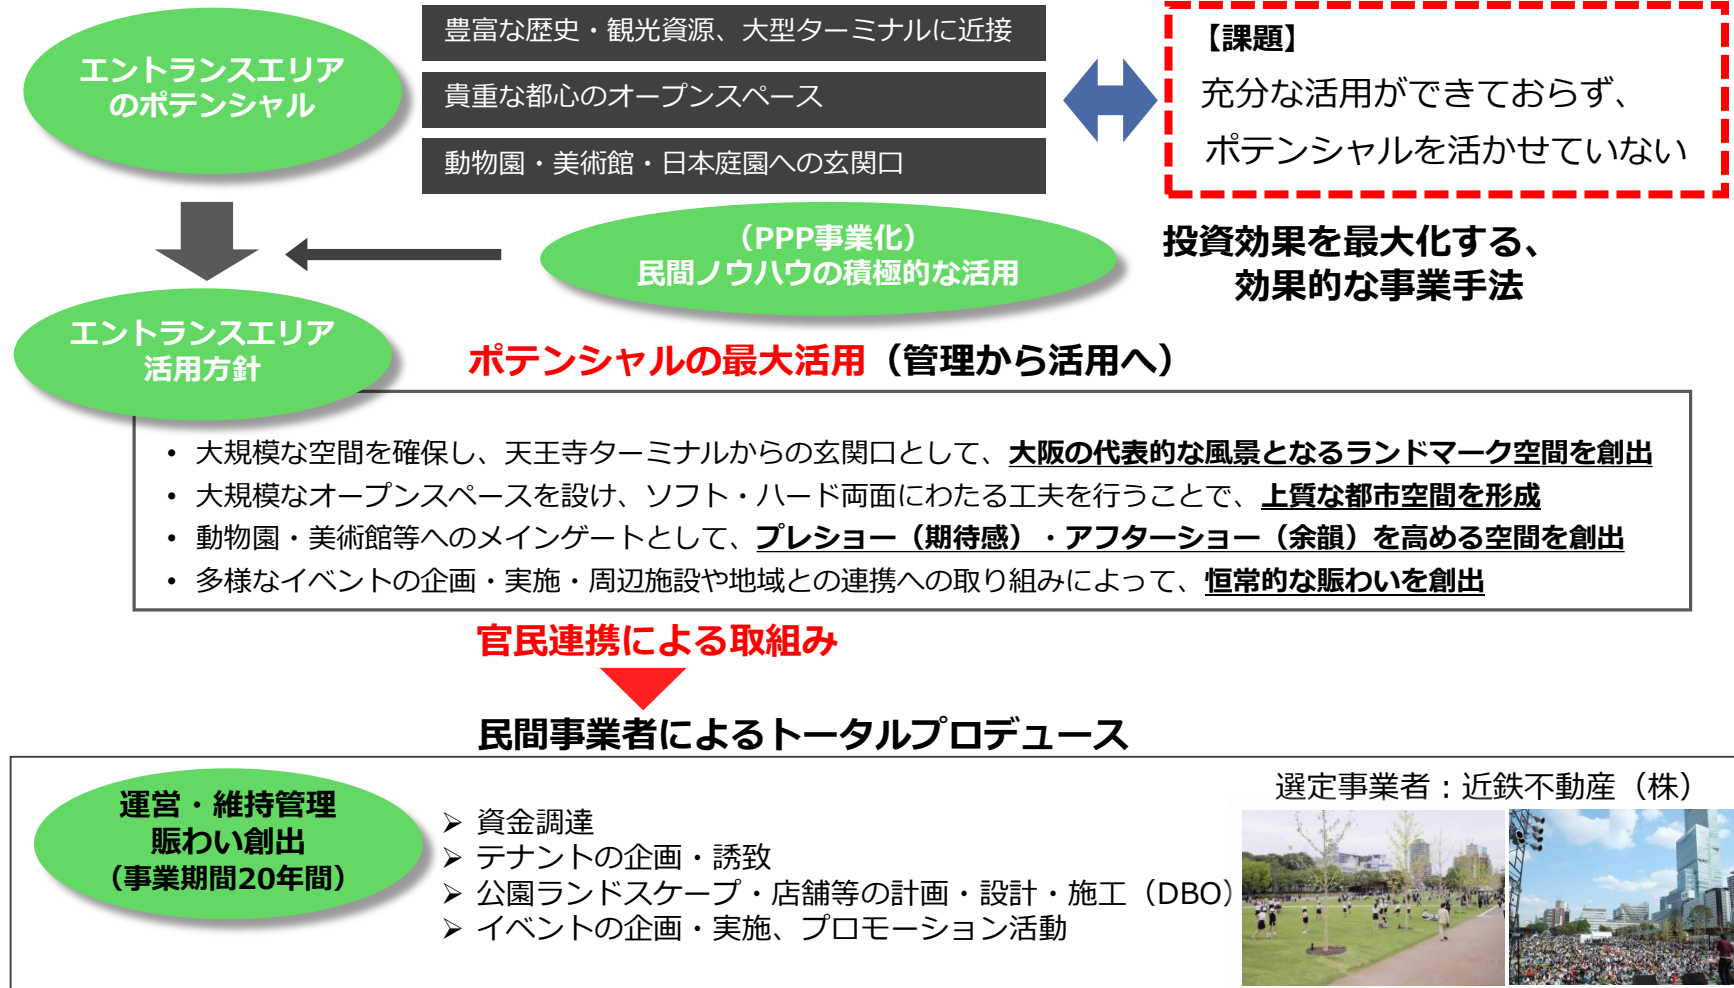 エントランスエリア
のポテンシャル
豊富な歴史・観光資源、大型ターミナルに近接
貴重な都心のオープンスペース
動物園・美術館・日本庭園への玄関口
【課題】
充分な活用ができておらず、
ポテンシャルを活かせていない
（PPP事業化）
民間ノウハウの積極的な活用
投資効果を最大化する、
効果的な事業手法
エントランスエリア
活用方針
ポテンシャルの最大活用（管理から活用へ）
• 大規模な空間を確保し、天王寺ターミナルからの玄関口として、大阪の代表的な風景となるランドマーク空間を創出
• 大規模なオープンスペースを設け、ソフト・ハード両面にわたる工夫を行うことで、上質な都市空間を形成
• 動物園・美術館等へのメインゲートとして、プレショー（期待感）・アフターショー（余韻）を高める空間を創出
• 多様なイベントの企画・実施・周辺施設や地域との連携への取り組みによって、恒常的な賑わいを創出
官民連携による取組み
民間事業者によるトータルプロデュース
運営・維持管理
賑わい創出
（事業期間20年間）
➢ 資金調達
➢ テナントの企画・誘致
➢ 公園ランドスケープ・店舗等の計画・設計・施工（DBO）
➢ イベントの企画・実施、プロモーション活動
選定事業者：近鉄不動産（株）